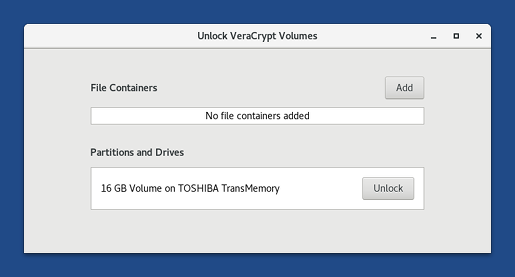 Unlock VeraCrypt Volumes
File Containers
Add
No file containers added
Partitions and Drives
16 GB Volume on TOSHIBA TransMemory
Unlock